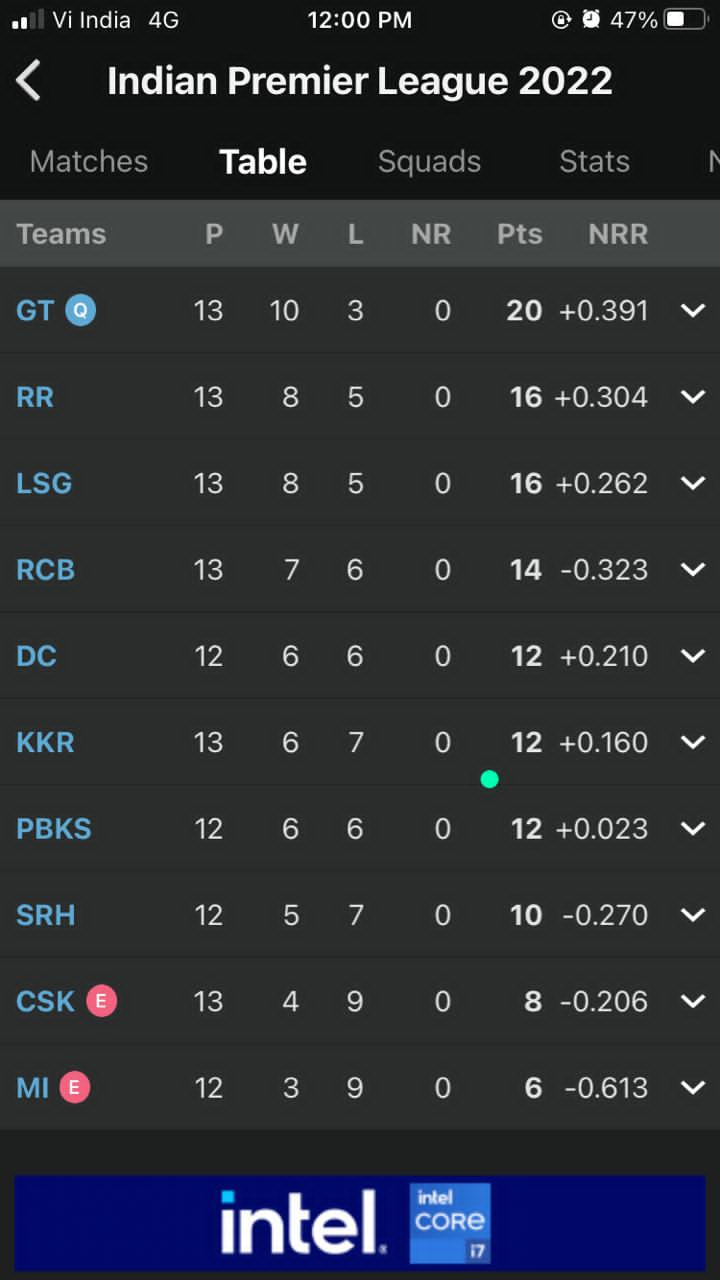 Vi India 4G 12:00 PM 47%
Indian Premier League 2022
Matches Table Squads Stats N
Teams P W L NR Pts NRR
GT Q 13 10 3 0 20 +0.391
RR 13 8 5 0 16 +0.304
LSG 13 8 5 0 16 +0.262
RCB 13 7 6 0 14 -0.323
DC 12 6 6 0 12 +0.210
KKR 13 6 7 0 12 +0.160
PBKS 12 6 6 0 12 +0.023
SRH 12 5 7 0 10 -0.270
CSK E 13 4 9 0 8 -0.206
MI E 12 3 9 0 6 -0.613
intel. intel
CORE
i7